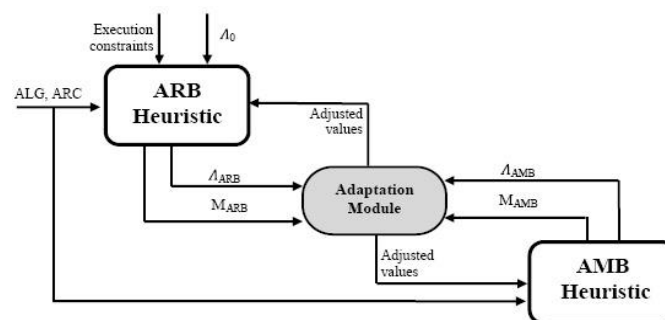 Execution
constraints
Λ0
ALG, ARC
ARB
Heuristic
Adjusted
values
ΛARB
MARB
Adaptation
Module
ΛAMB
MAMB
Adjusted
values
AMB
Heuristic